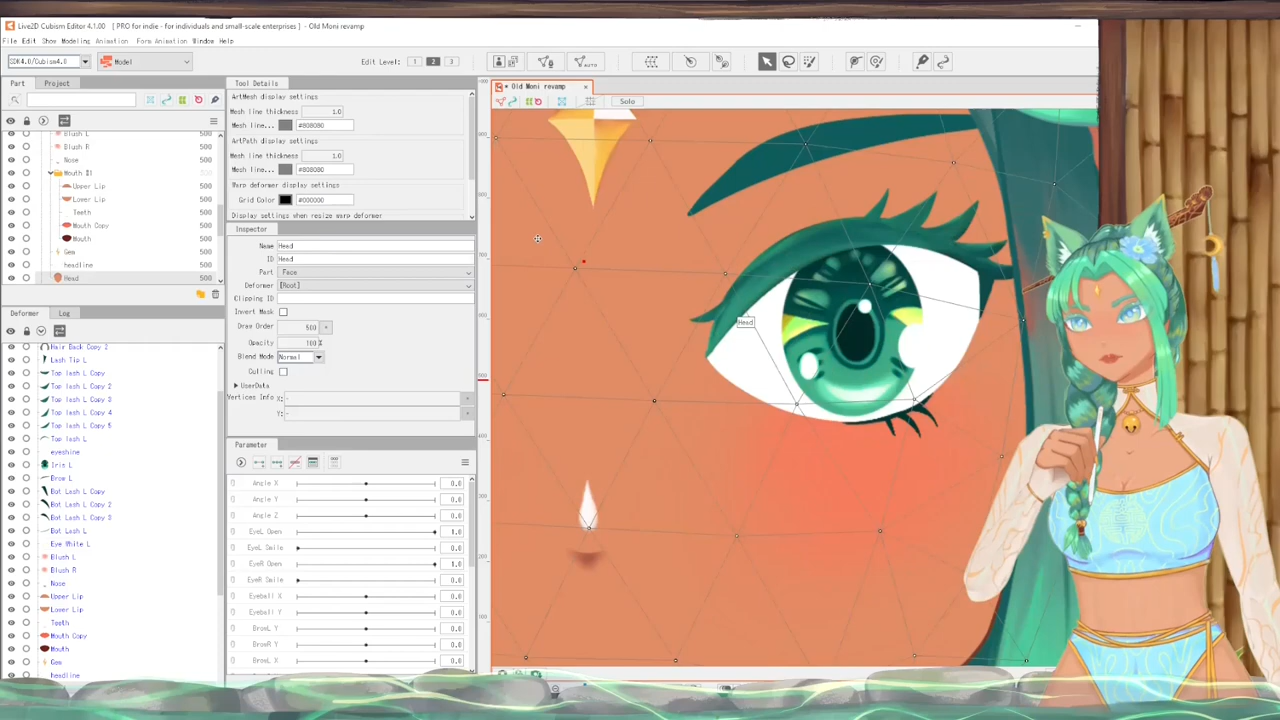 Live2D Cubism Editor 4.1.00 [ PRO for indie - for individuals and small-scale enterprises ] - Old Moni revamp
File Edit Show Modeling Animation Form Animation Window Help
SDK4.0/Cubism4.0 Model Edit Level: 1 2 3
Part Project
Blush L 500
Blush R 500
Nose 500
Mouth
Upper Lip 500
Lower Lip 500
Teeth 500
Mouth Copy 500
Mouth 500
Gem 500
headline 500
Head 500
Deformer Log
Hair Back Copy 2
Lash Tip L
Top lash L Copy
Top lash L Copy 2
Top lash L Copy 3
Top lash L Copy 4
Top lash L Copy 5
Top lash L
eyeshine
Iris L
Brow L
Bot Lash L Copy
Bot Lash L Copy 2
Bot Lash L Copy 3
Bot Lash L
Eye White L
Blush L
Blush R
Nose
Upper Lip
Lower Lip
Teeth
Mouth Copy
Mouth
Gem
headline
Tool Details
ArtMesh display settings
Mesh line thickness 1.0
Mesh line... #808080
ArtPath display settings
Mesh line thickness 1.0
Mesh line... #808080
Warp deformer display settings
Grid Color #000000
Display settings when resize warp deformer
Inspector
Name Head
ID Head
Part Face
Deformer [Root]
Clipping ID
Invert Mask
Draw Order 500
Opacity 100 %
Blend Mode Normal
Culling
UserData
Vertices Info X: -
Y: -
Parameter
Angle X 0.0
Angle Y 0.0
Angle Z 0.0
EyeL Open 1.0
EyeL Smile 0.0
EyeR Open 1.0
EyeR Smile 0.0
Eyeball X 0.0
Eyeball Y 0.0
BrowL Y 0.0
BrowR Y 0.0
BrowL X 0.0
Old Moni revamp
Solo
Head